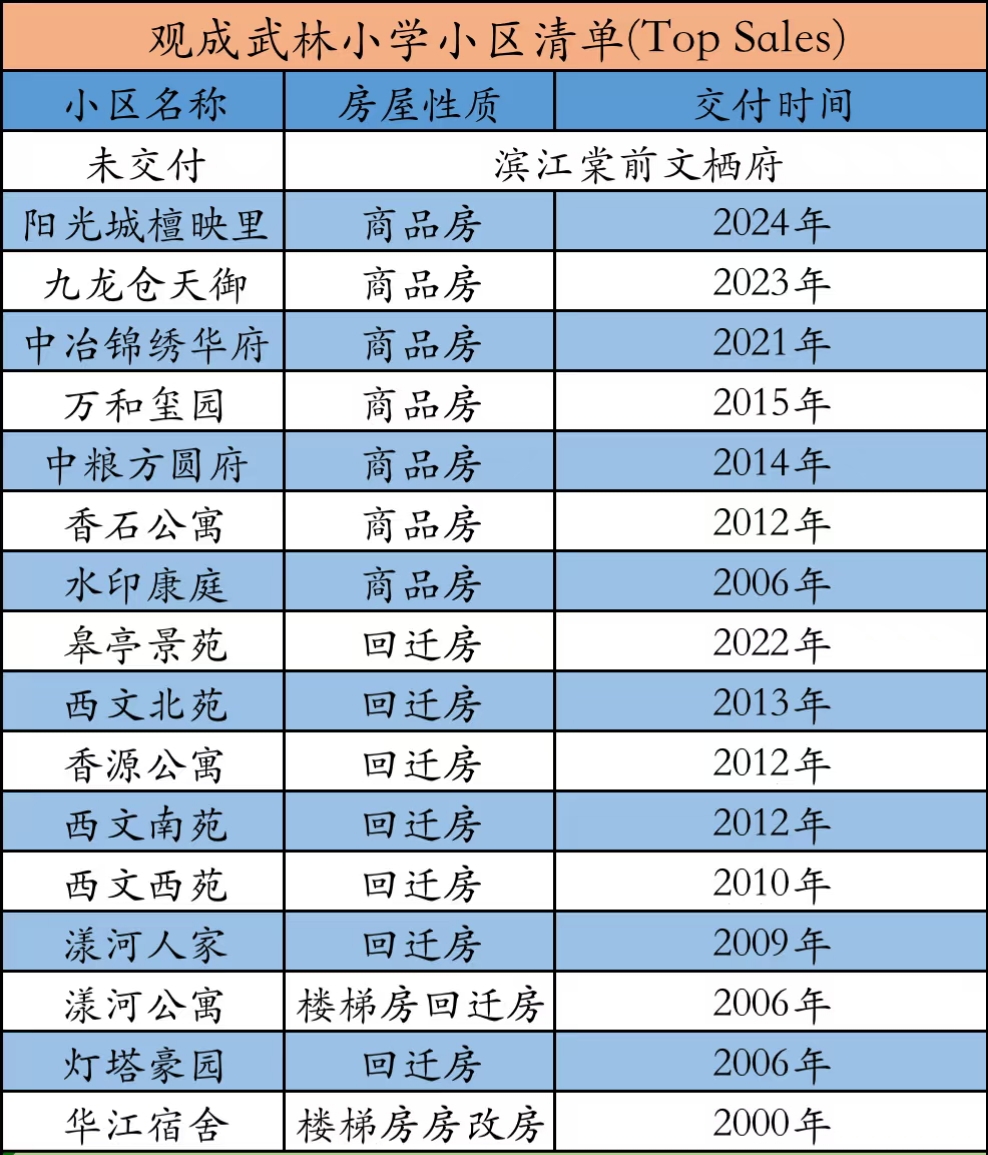 观成武林小学小区清单(Top Sales)
小区名称 房屋性质 交付时间
未交付 滨江棠前文栖府
阳光城檀映里 商品房 2024年
九龙仓天御 商品房 2023年
中冶锦绣华府 商品房 2021年
万和玺园 商品房 2015年
中粮方圆府 商品房 2014年
香石公寓 商品房 2012年
水印康庭 商品房 2006年
皋亭景苑 回迁房 2022年
西文北苑 回迁房 2013年
香源公寓 回迁房 2012年
西文南苑 回迁房 2012年
西文西苑 回迁房 2010年
漾河人家 回迁房 2009年
漾河公寓 楼梯房回迁房 2006年
灯塔豪园 回迁房 2006年
华江宿舍 楼梯房房改房 2000年